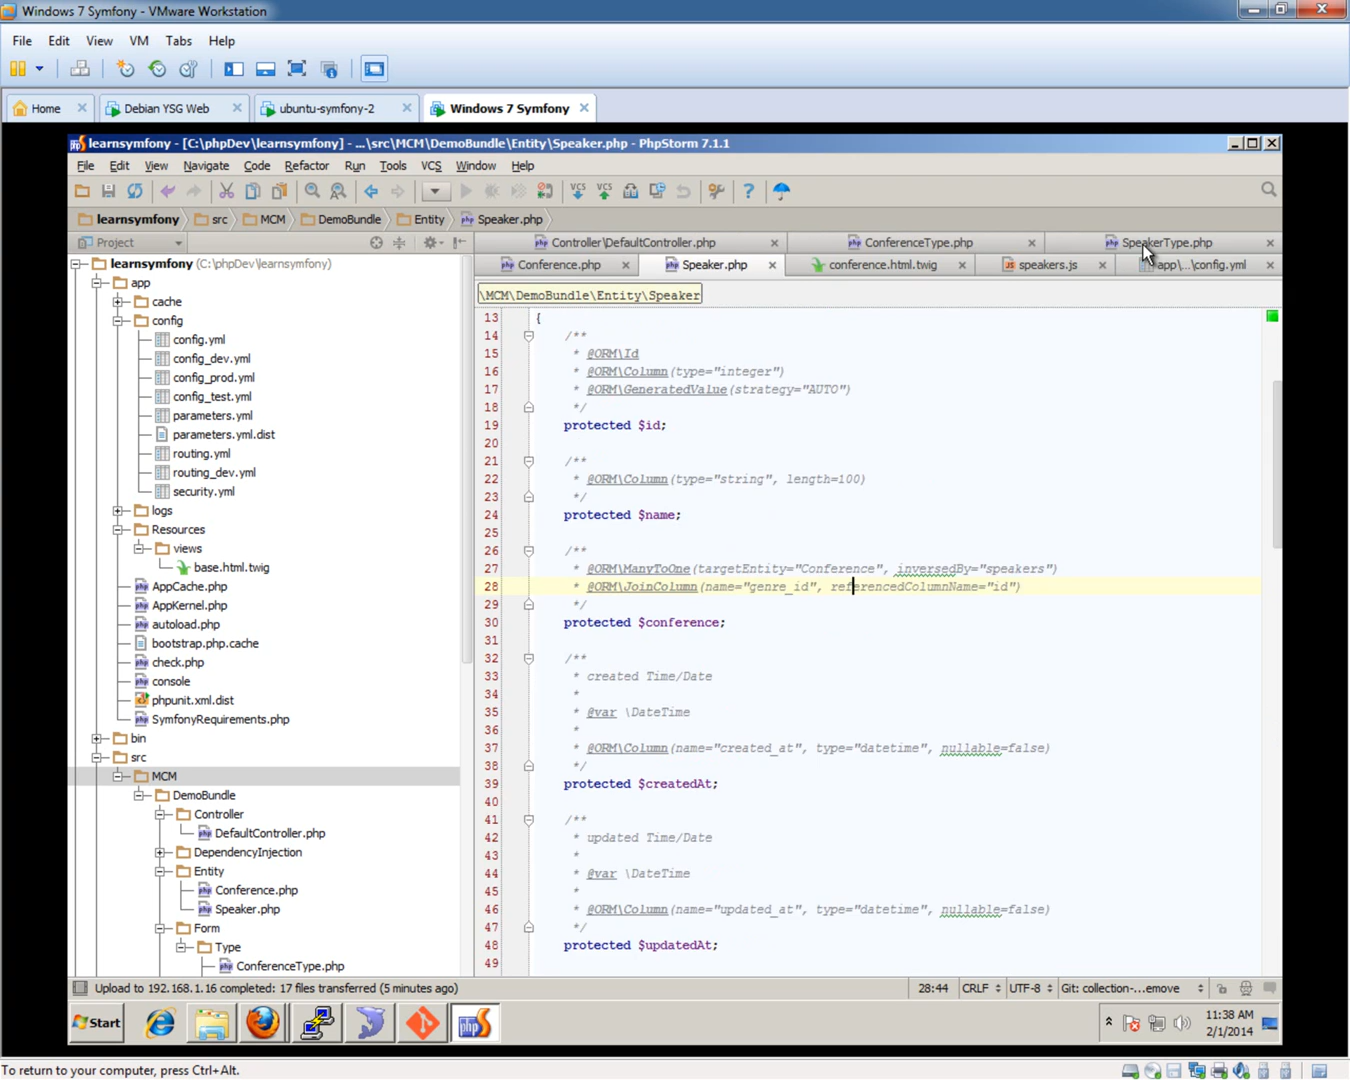 Windows 7 Symfony - VMware Workstation
File Edit View VM Tabs Help
Home Debian YSG Web ubuntu-symfony-2 Windows 7 Symfony
learnsymfony - [C:\phpDev\learnsymfony] - ...\src\MCM\DemoBundle\Entity\Speaker.php - PhpStorm 7.1.1
File Edit View Navigate Code Refactor Run Tools VCS Window Help
learnsymfony src MCM DemoBundle Entity Speaker.php
Project
Controller\DefaultController.php ConferenceType.php SpeakerType.php
Conference.php Speaker.php conference.html.twig speakers.js app\...\config.yml
\MCM\DemoBundle\Entity\Speaker
learnsymfony (C:\phpDev\learnsymfony)
app
cache
config
config.yml
config_dev.yml
config_prod.yml
config_test.yml
parameters.yml
parameters.yml.dist
routing.yml
routing_dev.yml
security.yml
logs
Resources
views
base.html.twig
AppCache.php
AppKernel.php
autoload.php
bootstrap.php.cache
check.php
console
phpunit.xml.dist
SymfonyRequirements.php
bin
src
MCM
DemoBundle
Controller
DefaultController.php
DependencyInjection
Entity
Conference.php
Speaker.php
Form
Type
ConferenceType.php
13 {
14 /**
15 * @ORM\Id
16 * @ORM\Column(type="integer")
17 * @ORM\GeneratedValue(strategy="AUTO")
18 */
19 protected $id;
20
21 /**
22 * @ORM\Column(type="string", length=100)
23 */
24 protected $name;
25
26 /**
27 * @ORM\ManyToOne(targetEntity="Conference", inversedBy="speakers")
28 * @ORM\JoinColumn(name="genre_id", referencedColumnName="id")
29 */
30 protected $conference;
31
32 /**
33 * created Time/Date
34 *
35 * @var \DateTime
36 *
37 * @ORM\Column(name="created_at", type="datetime", nullable=false)
38 */
39 protected $createdAt;
40
41 /**
42 * updated Time/Date
43 *
44 * @var \DateTime
45 *
46 * @ORM\Column(name="updated_at", type="datetime", nullable=false)
47 */
48 protected $updatedAt;
49
Upload to 192.168.1.16 completed: 17 files transferred (5 minutes ago) 28:44 CRLF UTF-8 Git: collection-...emove
Start 11:38 AM
2/1/2014
To return to your computer, press Ctrl+Alt.